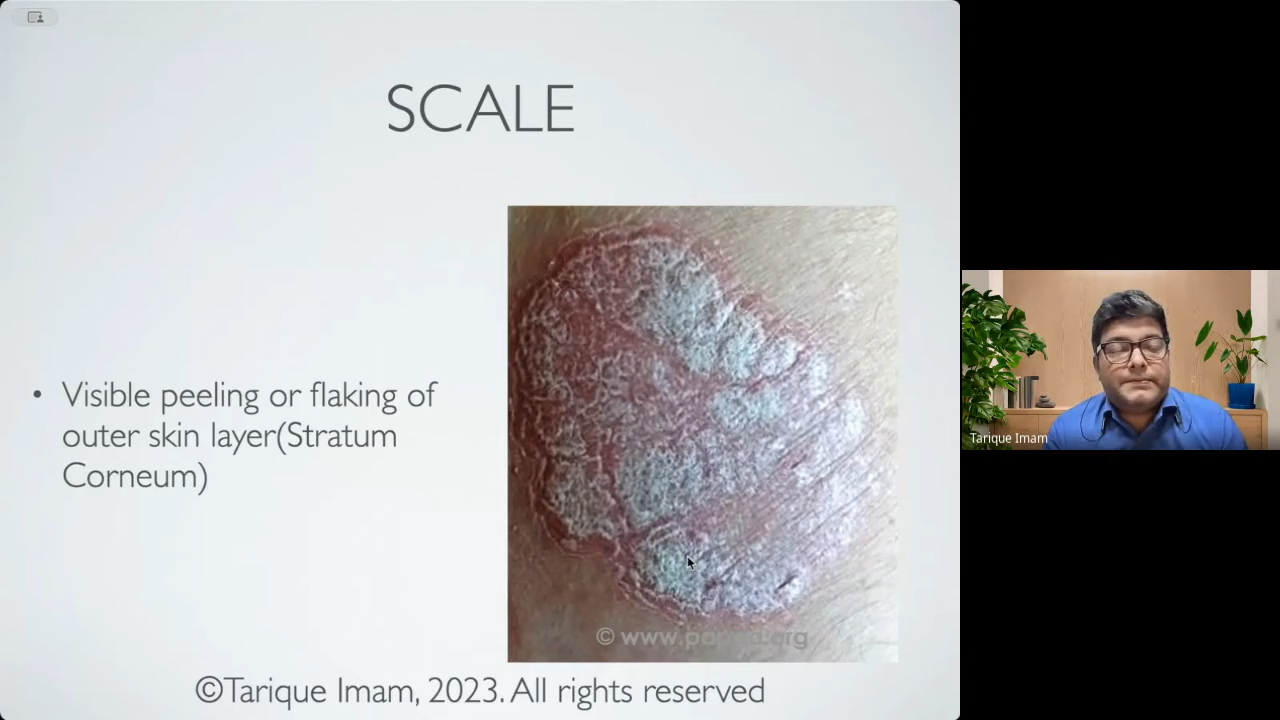 SCALE
• Visible peeling or flaking of
outer skin layer(Stratum
Corneum)
© www.
©Tarique Imam, 2023. All rights reserved
Tarique Imam